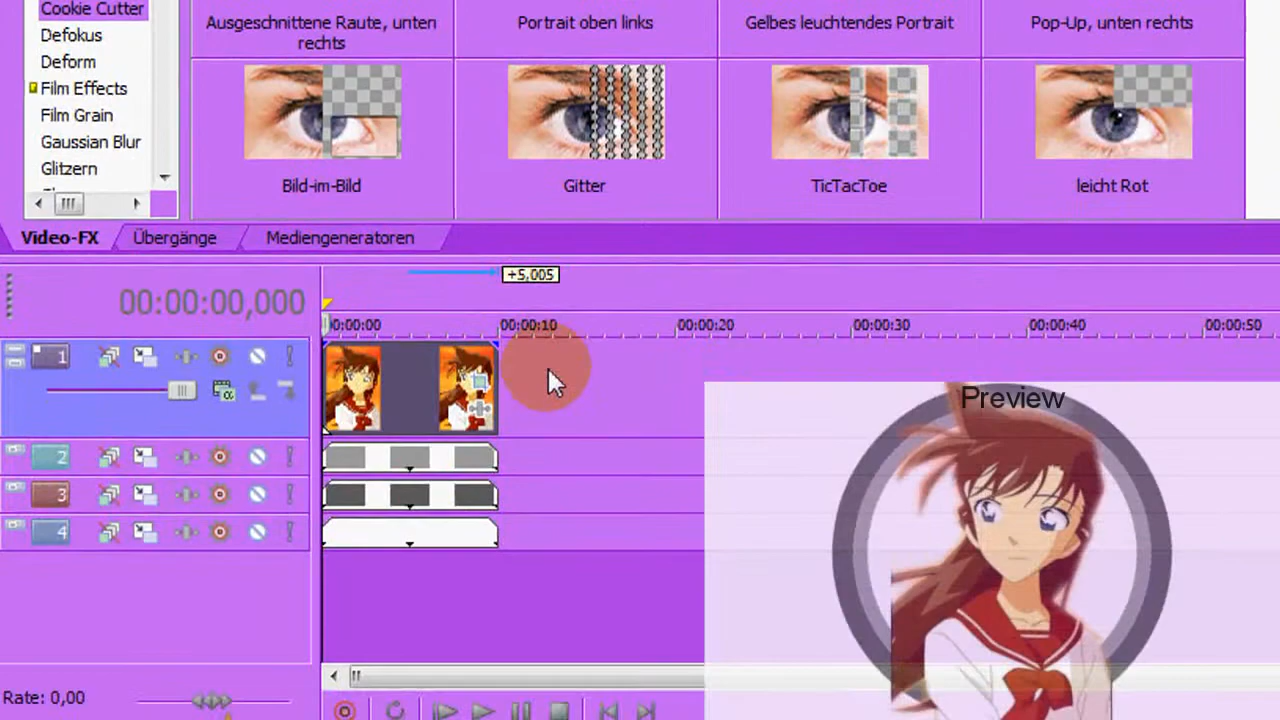 Cookie Cutter
Defokus
Deform
Film Effects
Film Grain
Gaussian Blur
Glitzern
Ausgeschnittene Raute, unten
rechts
Portrait oben links
Gelbes leuchtendes Portrait
Pop-Up, unten rechts
Bild-im-Bild
Gitter
TicTacToe
leicht Rot
Video-FX
Übergänge
Mediengeneratoren
+5,005
00:00:00,000
0:00:00
00:00:10
00:00:20
00:00:30
00:00:40
00:00:50
1
2
3
4
Preview
Rate: 0,00